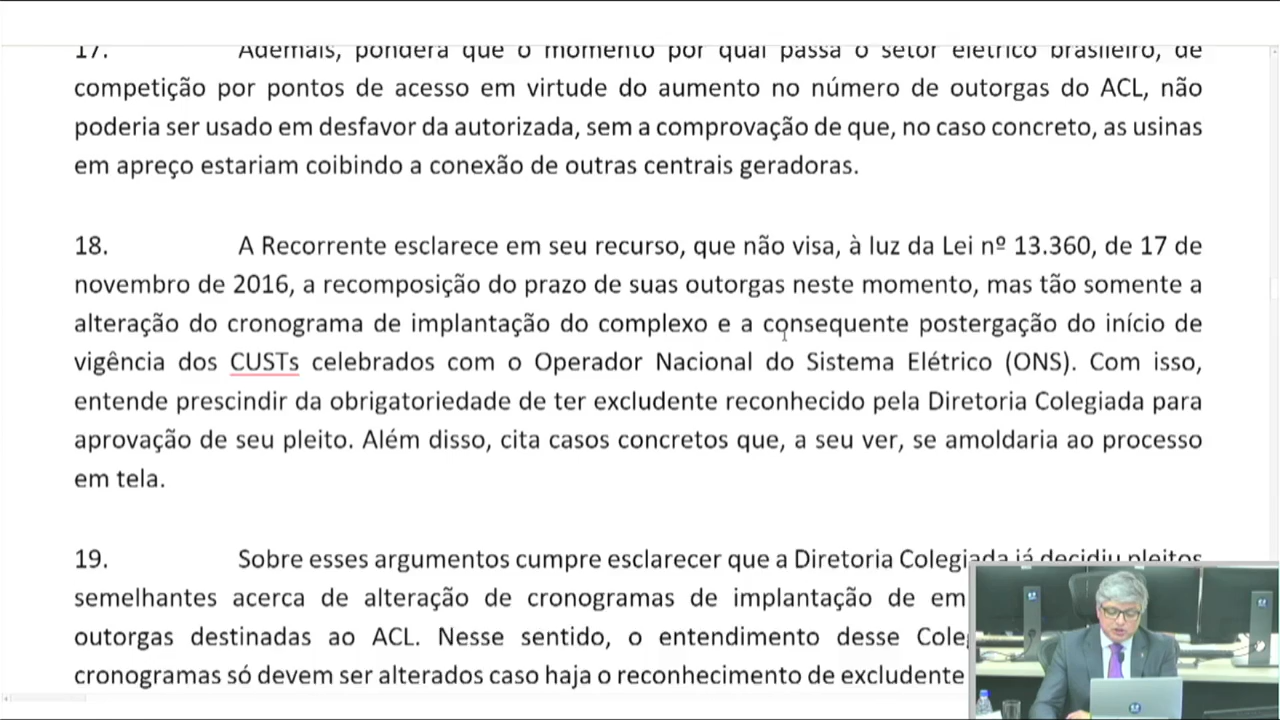 17. Ademais, pondera que o momento por qual passa o setor elétrico brasileiro, de
competição por pontos de acesso em virtude do aumento no número de outorgas do ACL, não
poderia ser usado em desfavor da autorizada, sem a comprovação de que, no caso concreto, as usinas
em apreço estariam coibindo a conexão de outras centrais geradoras.
18. A Recorrente esclarece em seu recurso, que não visa, à luz da Lei nº 13.360, de 17 de
novembro de 2016, a recomposição do prazo de suas outorgas neste momento, mas tão somente a
alteração do cronograma de implantação do complexo e a consequente postergação do início de
vigência dos CUSTs celebrados com o Operador Nacional do Sistema Elétrico (ONS). Com isso,
entende prescindir da obrigatoriedade de ter excludente reconhecido pela Diretoria Colegiada para
aprovação de seu pleito. Além disso, cita casos concretos que, a seu ver, se amoldaria ao processo
em tela.
19. Sobre esses argumentos cumpre esclarecer que a Diretoria Colegiada já decidiu pleitos
semelhantes acerca de alteração de cronogramas de implantação de em
outorgas destinadas ao ACL. Nesse sentido, o entendimento desse Coleg
cronogramas só devem ser alterados caso haja o reconhecimento de excludente